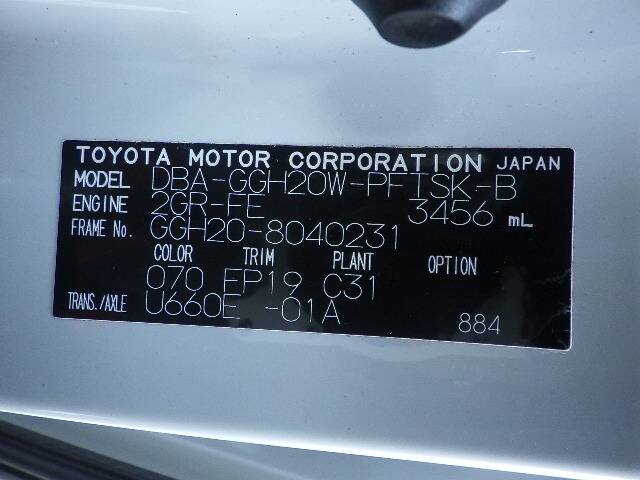 TOYOTA MOTOR CORPORATION JAPAN
MODEL DBA-GGH20W-PFTSK-B
ENGINE 2GR-FE 3456 mL
FRAME No. GGH20-8040231
COLOR TRIM PLANT OPTION
070 FP19 C31
TRANS./AXLE U660E -01A
884